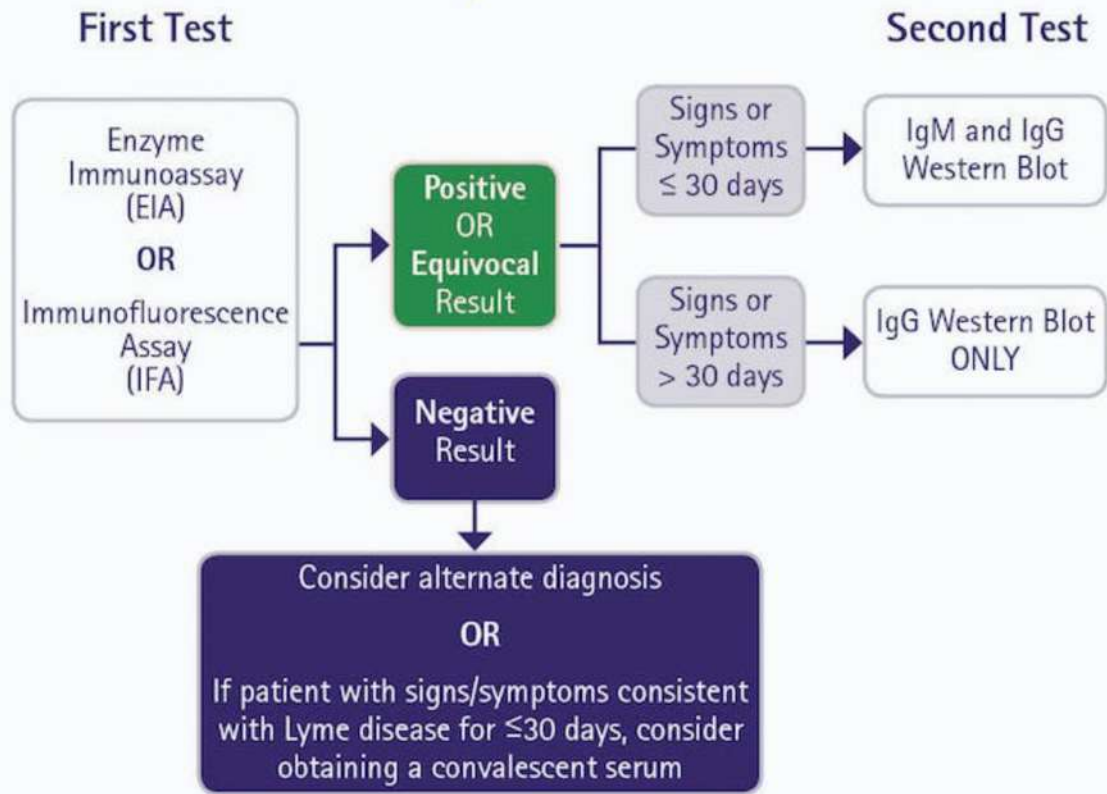 First Test
Second Test
Enzyme
Immunoassay
(EIA)
OR
Immunofluorescence
Assay
(IFA)
Positive
OR
Equivocal
Result
Negative
Result
Signs or
Symptoms
≤ 30 days
IgM and IgG
Western Blot
Signs or
Symptoms
> 30 days
IgG Western Blot
ONLY
Consider alternate diagnosis
OR
If patient with signs/symptoms consistent
with Lyme disease for ≤30 days, consider
obtaining a convalescent serum